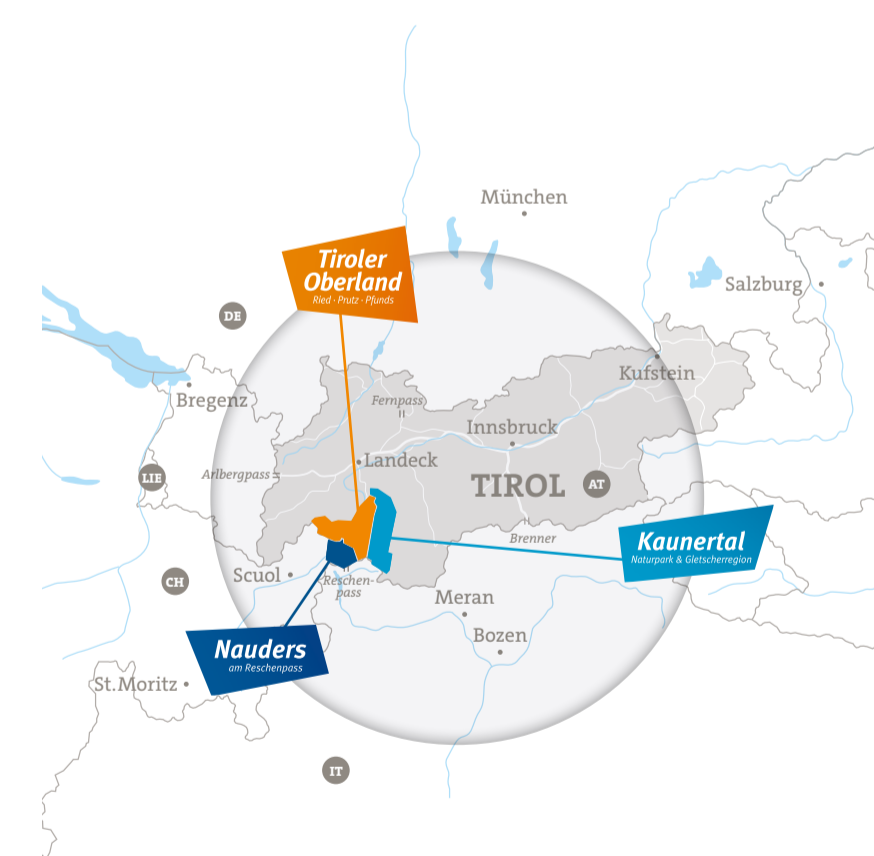 München
Tiroler
Oberland
Ried · Prutz · Pfunds
Salzburg
DE
Kufstein
Bregenz
Fernpass
Innsbruck
Landeck
Arlbergpass
LIE
TIROL
AT
Brenner
Kaunertal
Naturpark & Gletscherregion
Scuol
CH
Reschen-
pass
Meran
Bozen
Nauders
am Reschenpass
St. Moritz
IT